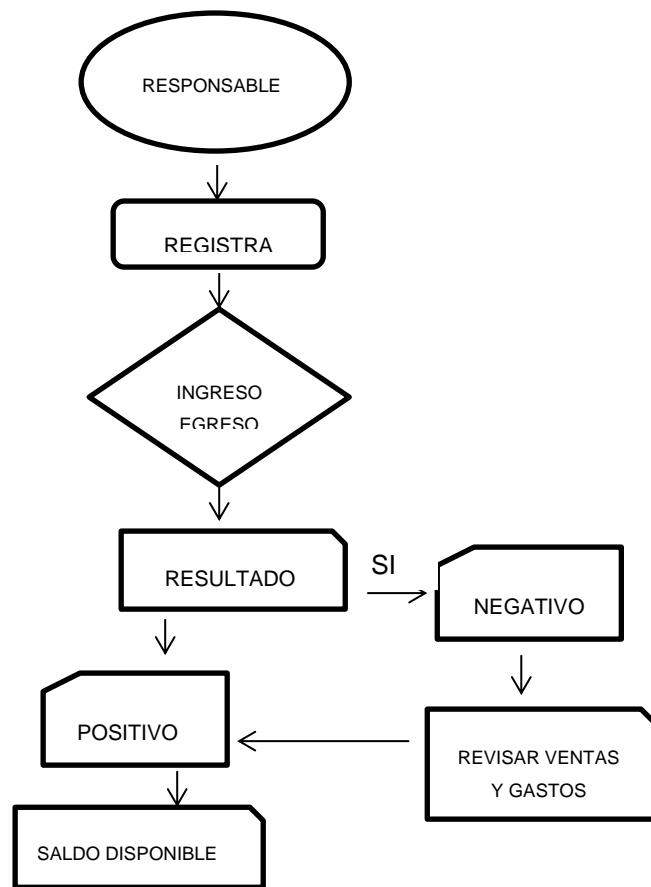 RESPONSABLE
REGISTRA
INGRESO
EGRESO
RESULTADO
SI
NEGATIVO
POSITIVO
REVISAR VENTAS
Y GASTOS
SALDO DISPONIBLE